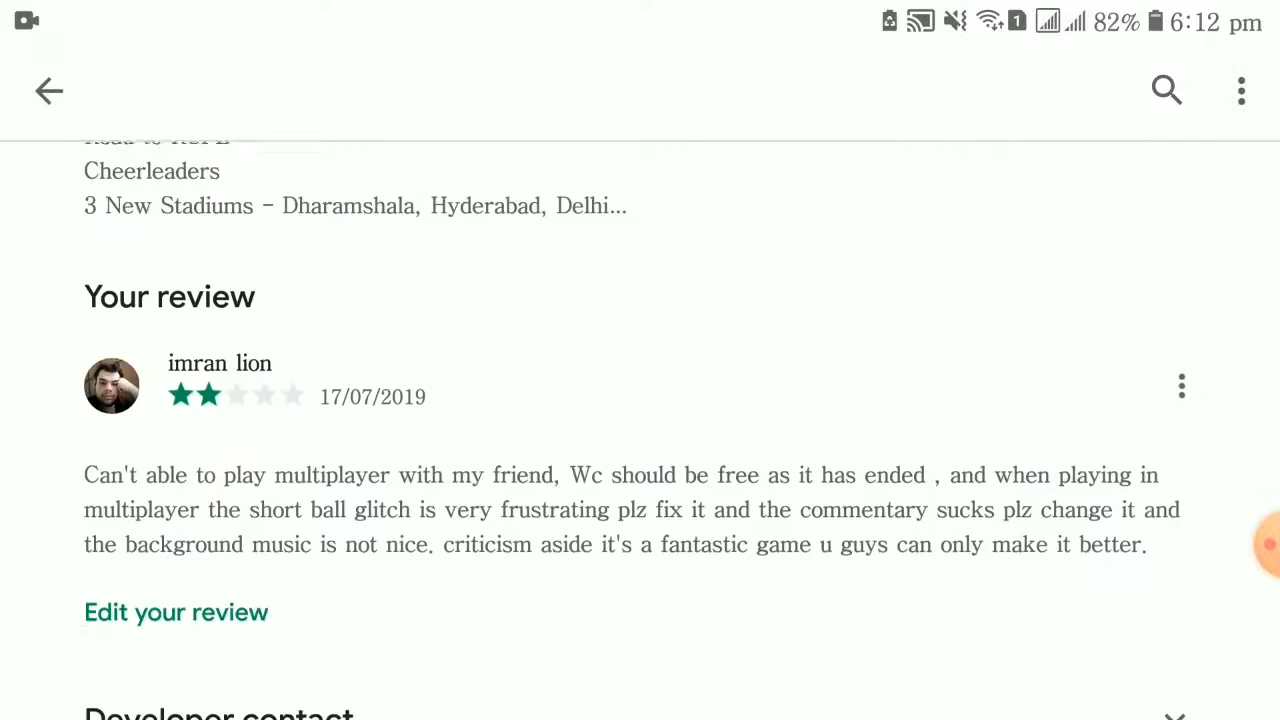 1 82% 6:12 pm
Cheerleaders
3 New Stadiums - Dharamshala, Hyderabad, Delhi...
Your review
imran lion
17/07/2019
Can't able to play multiplayer with my friend, Wc should be free as it has ended , and when playing in
multiplayer the short ball glitch is very frustrating plz fix it and the commentary sucks plz change it and
the background music is not nice. criticism aside it's a fantastic game u guys can only make it better.
Edit your review
Developer contact